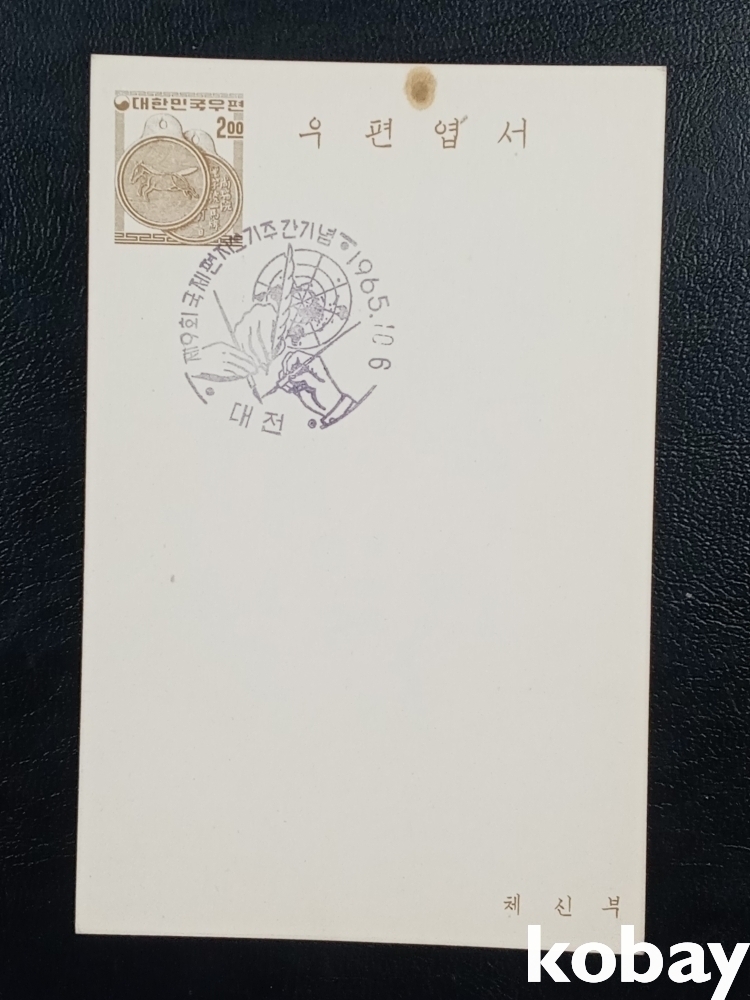 대한민국우편
2.00
우편엽서
제9회 국제편지쓰기주간기념
1965.10.6
대전
체신부
kobay